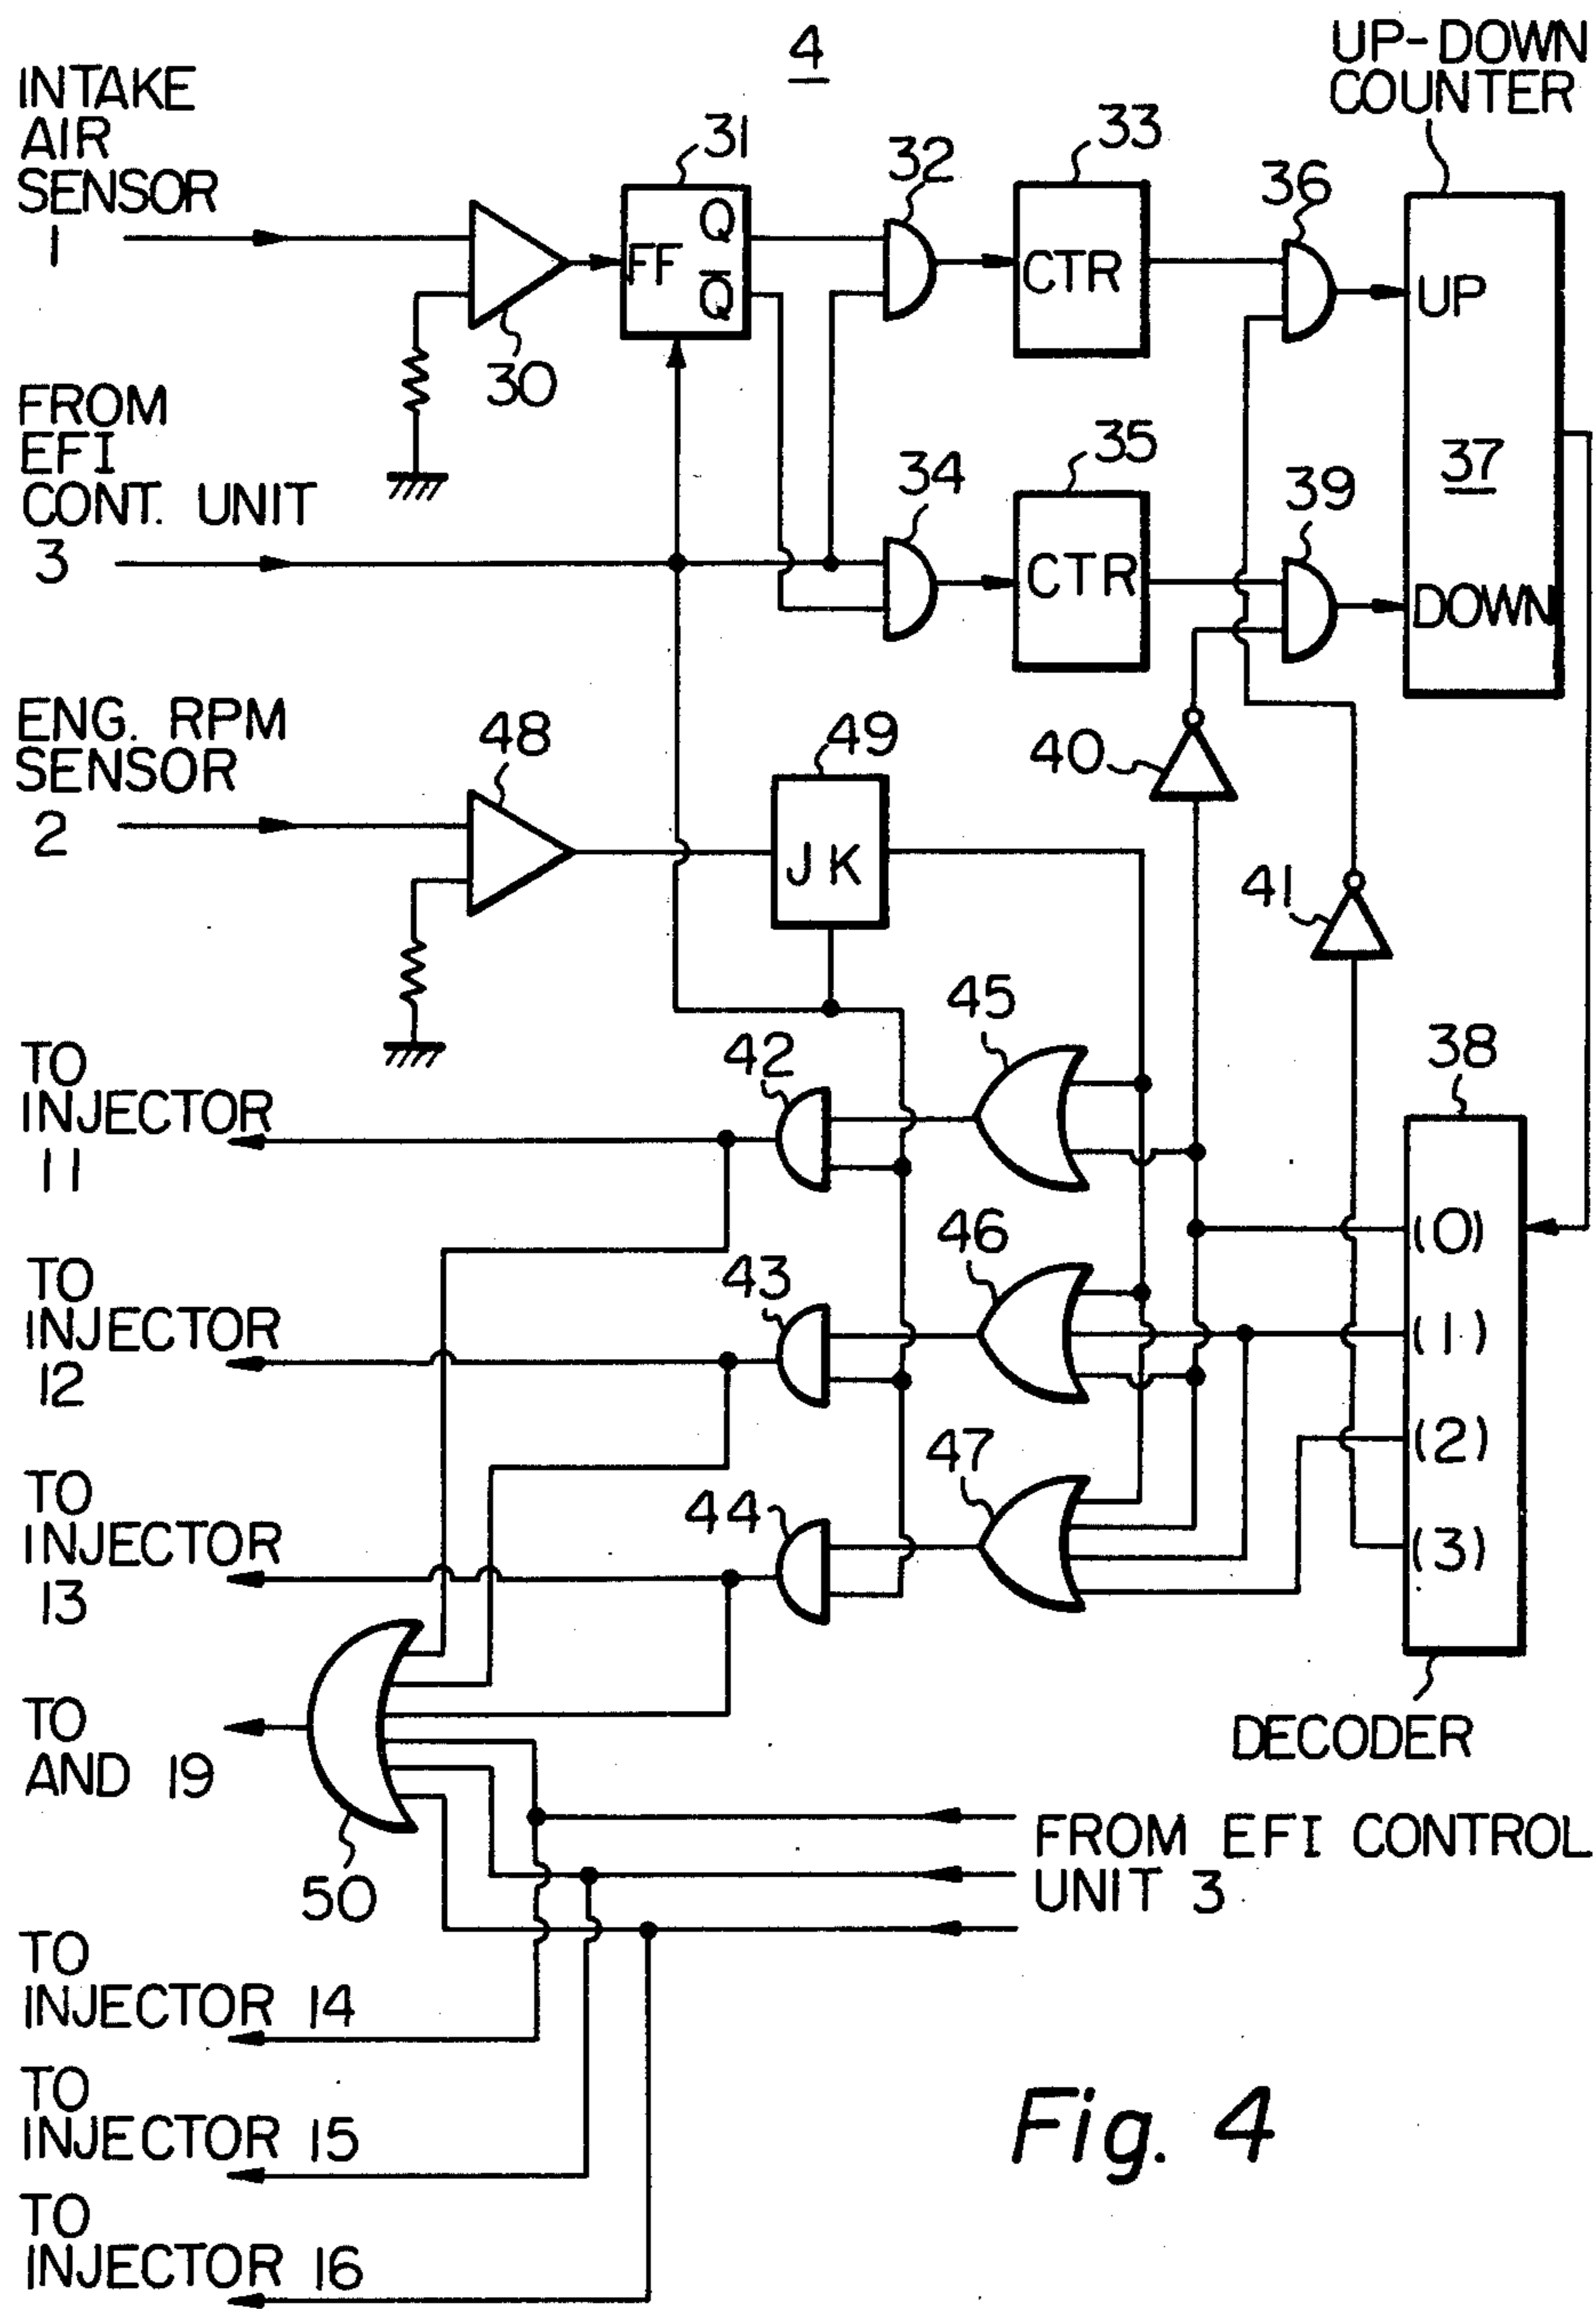 4
UP-DOWN
COUNTER
INTAKE
AIR
SENSOR
1
31
32
33
36
FF
Q
Q̅
CTR
UP
30
FROM
EFI
CONT. UNIT
3
34
35
39
37
CTR
DOWN
ENG. RPM
SENSOR
2
48
49
40
JK
41
45
38
TO
INJECTOR
11
42
(0)
46
TO
INJECTOR
12
43
(1)
47
(2)
TO
INJECTOR
13
44
(3)
TO
AND 19
DECODER
50
FROM EFI CONTROL
UNIT 3
TO
INJECTOR 14
TO
INJECTOR 15
TO
INJECTOR 16
Fig. 4